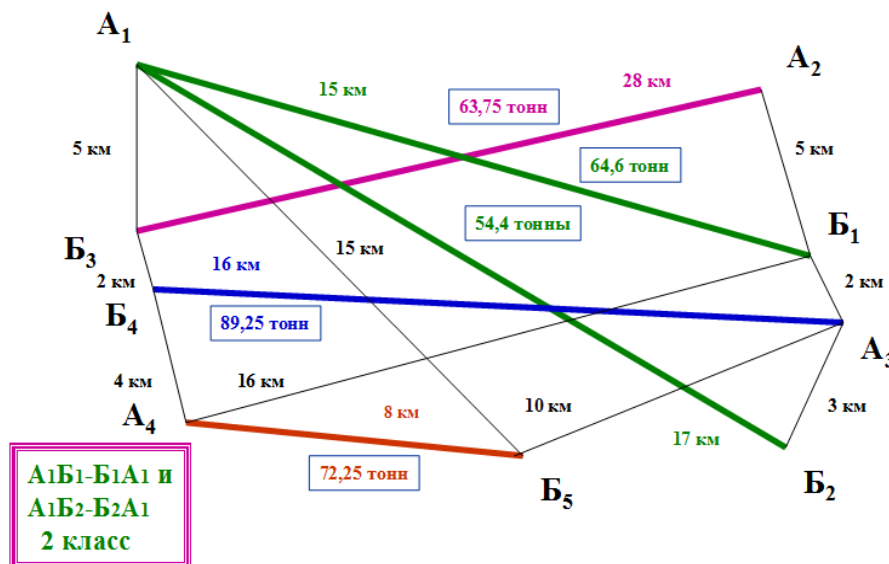 А1
А2
15 км
28 км
63,75 тонн
5 км
5 км
64,6 тонн
54,4 тонны
Б1
Б3
15 км
16 км
2 км
2 км
Б4
89,25 тонн
А3
4 км
16 км
А4
8 км
10 км
3 км
17 км
72,25 тонн
Б5
Б2
А1Б1-Б1А1 и
А1Б2-Б2А1
2 класс